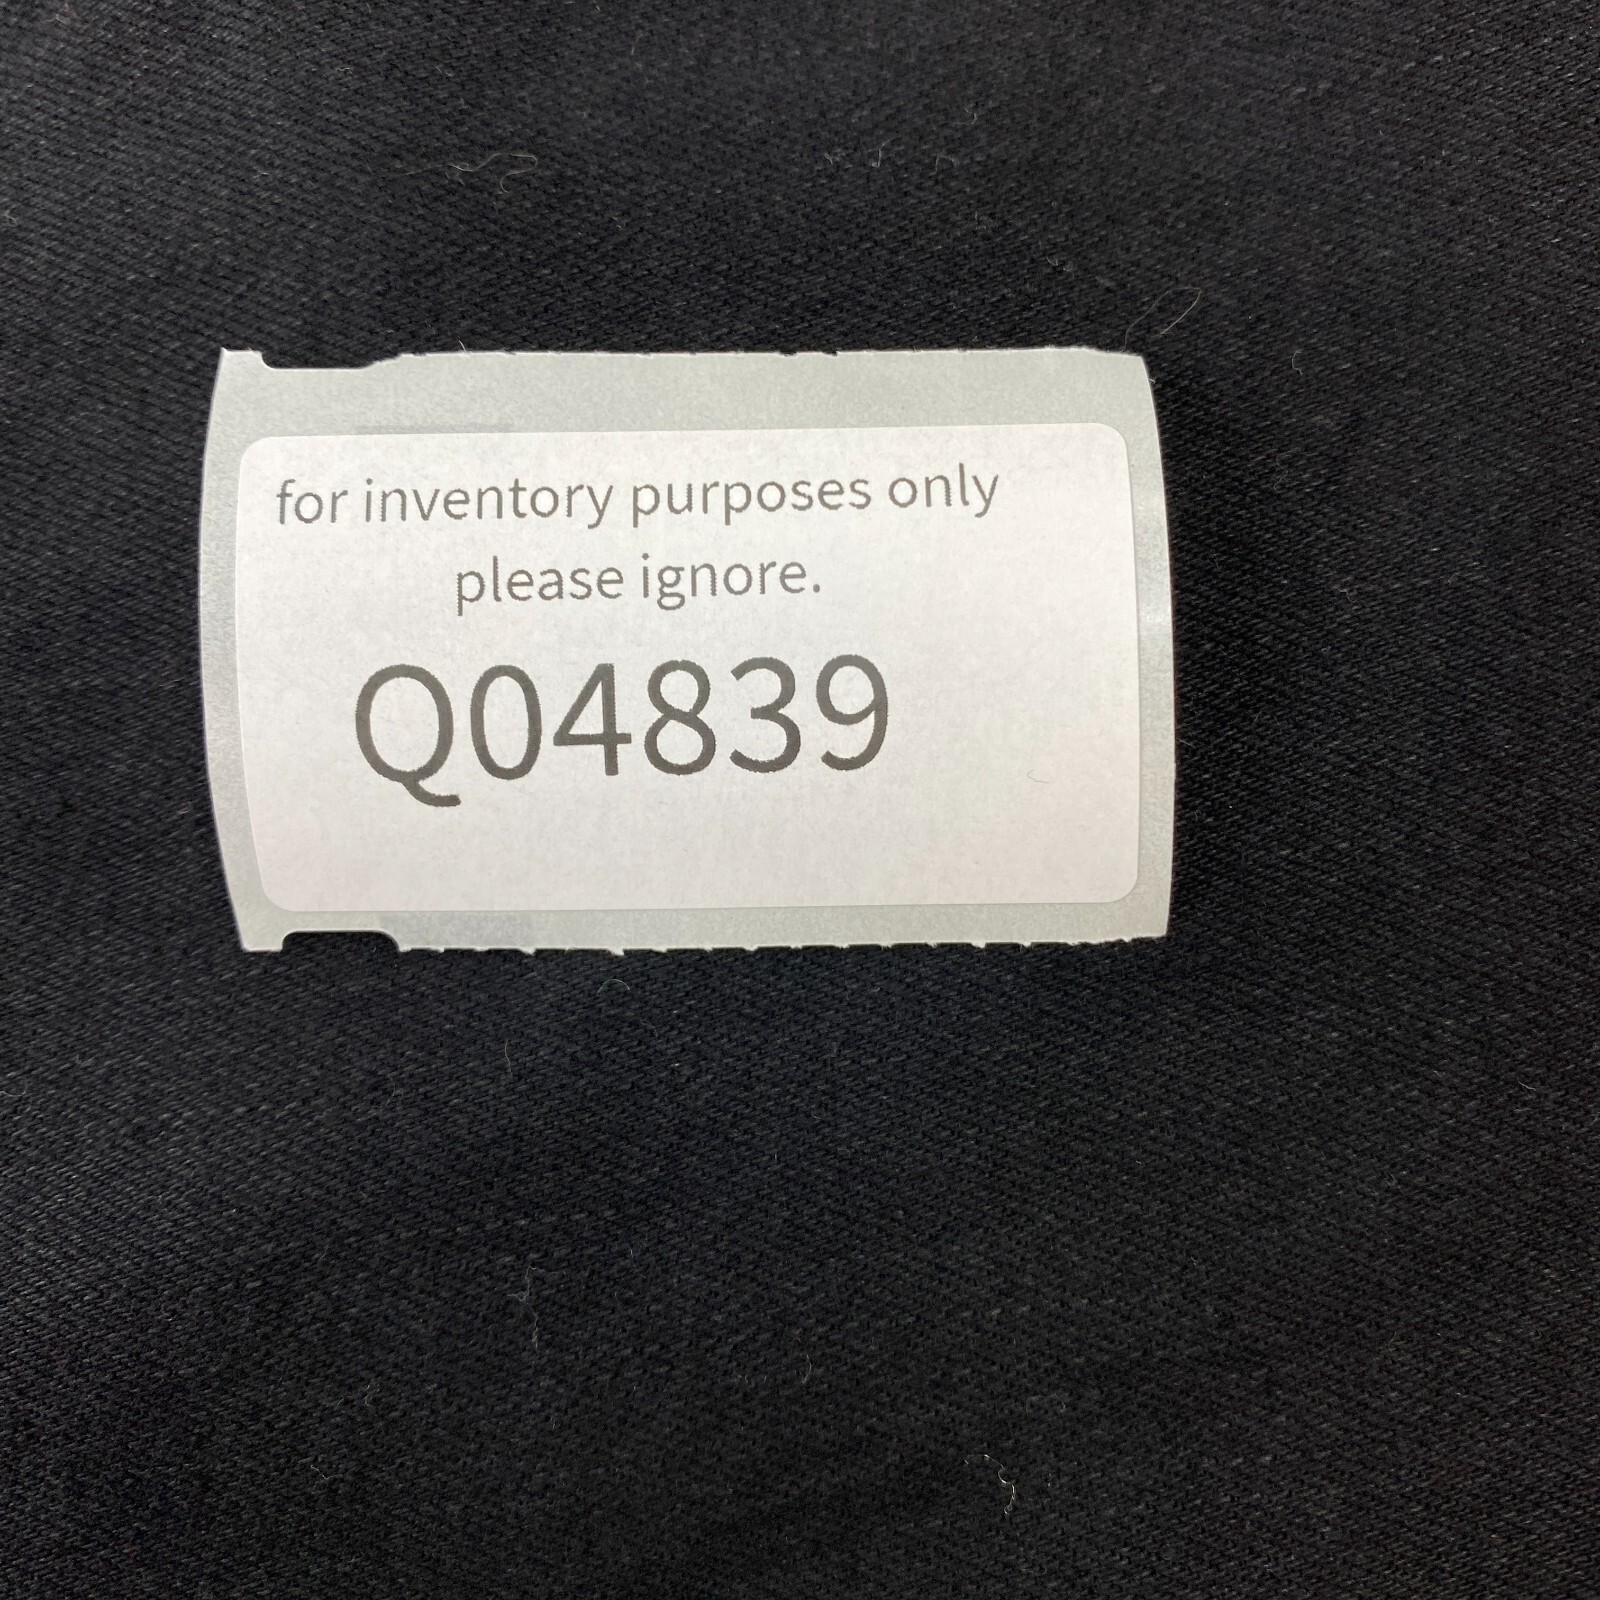 for inventory purposes only
please ignore.
Q04839